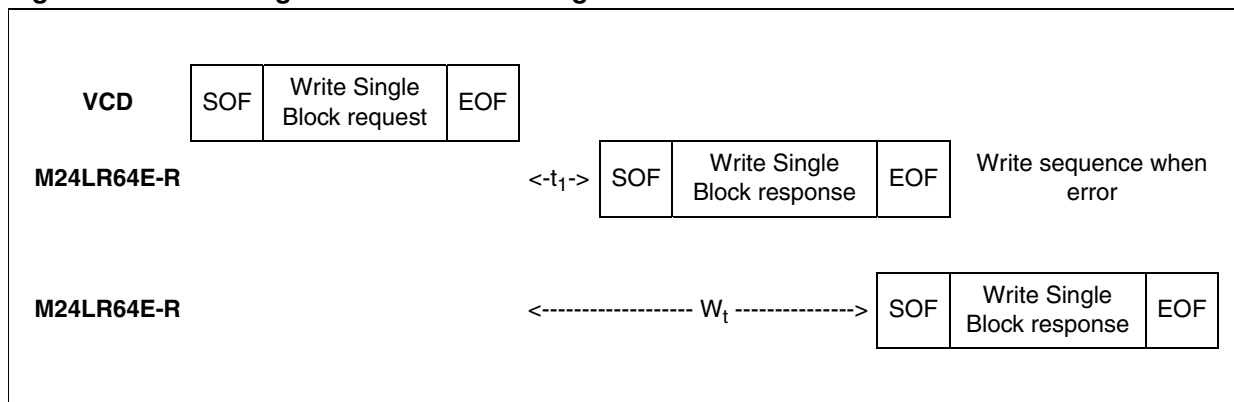 VCD SOF Write Single EOF
Block request
M24LR64E-R <-t1-> SOF Write Single EOF Write sequence when
Block response error
M24LR64E-R <------------------- Wt ---------------> SOF Write Single EOF
Block response